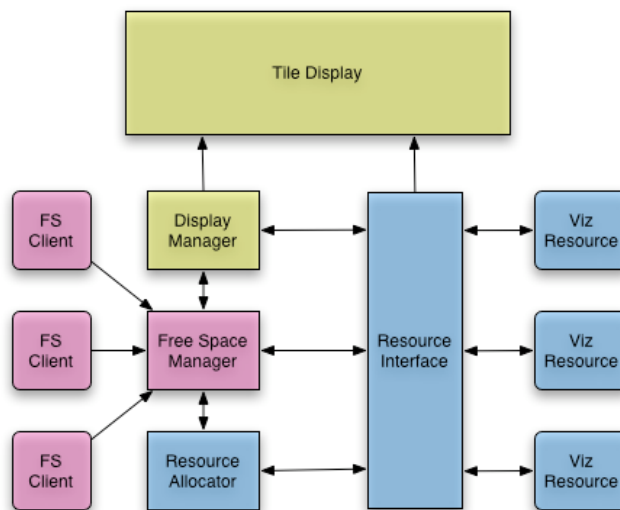 Tile Display
FS
Client
Display
Manager
Viz
Resource
FS
Client
Free Space
Manager
Resource
Interface
Viz
Resource
FS
Client
Resource
Allocator
Viz
Resource